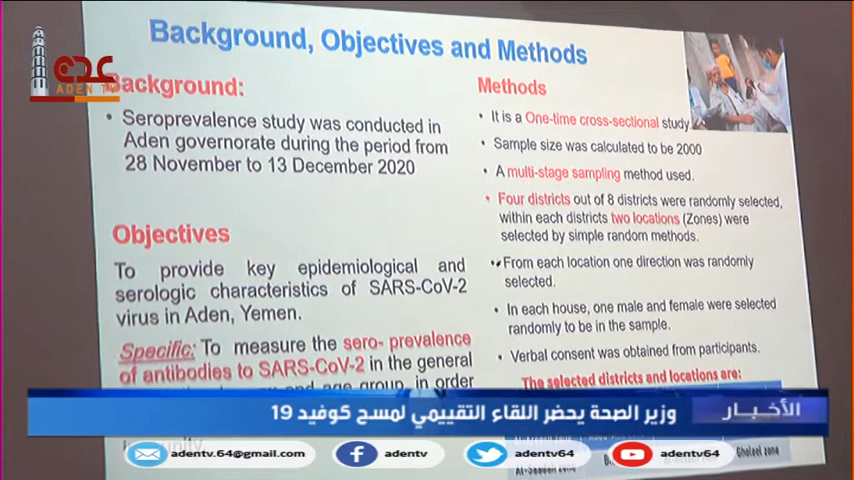 عدن
ADEN TV
Background, Objectives and Methods
Background:
• Seroprevalence study was conducted in
Aden governorate during the period from
28 November to 13 December 2020
Objectives
To provide key epidemiological and
serologic characteristics of SARS-CoV-2
virus in Aden, Yemen.
Specific: To measure the sero- prevalence
of antibodies to SARS-CoV-2 in the general
and age group, in order
Methods
• It is a One-time cross-sectional study.
• Sample size was calculated to be 2000
• A multi-stage sampling method used.
• Four districts out of 8 districts were randomly selected,
within each districts two locations (Zones) were
selected by simple random methods.
• From each location one direction was randomly
selected.
• In each house, one male and female were selected
randomly to be in the sample.
• Verbal consent was obtained from participants.
The selected districts and locations are:
Ghaleel zone
الأخبار
وزير الصحة يحضر اللقاء التقييمي لمسح كوفيد 19
adentv.64@gmail.com
adentv
adentv64
adentv64